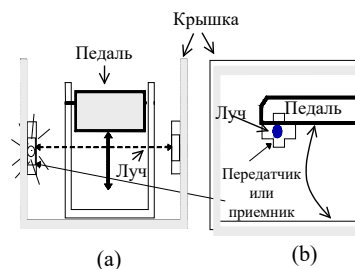 Крышка
Педаль
Луч
Педаль
Луч
Передатчик
или
приемник
(a)
(b)